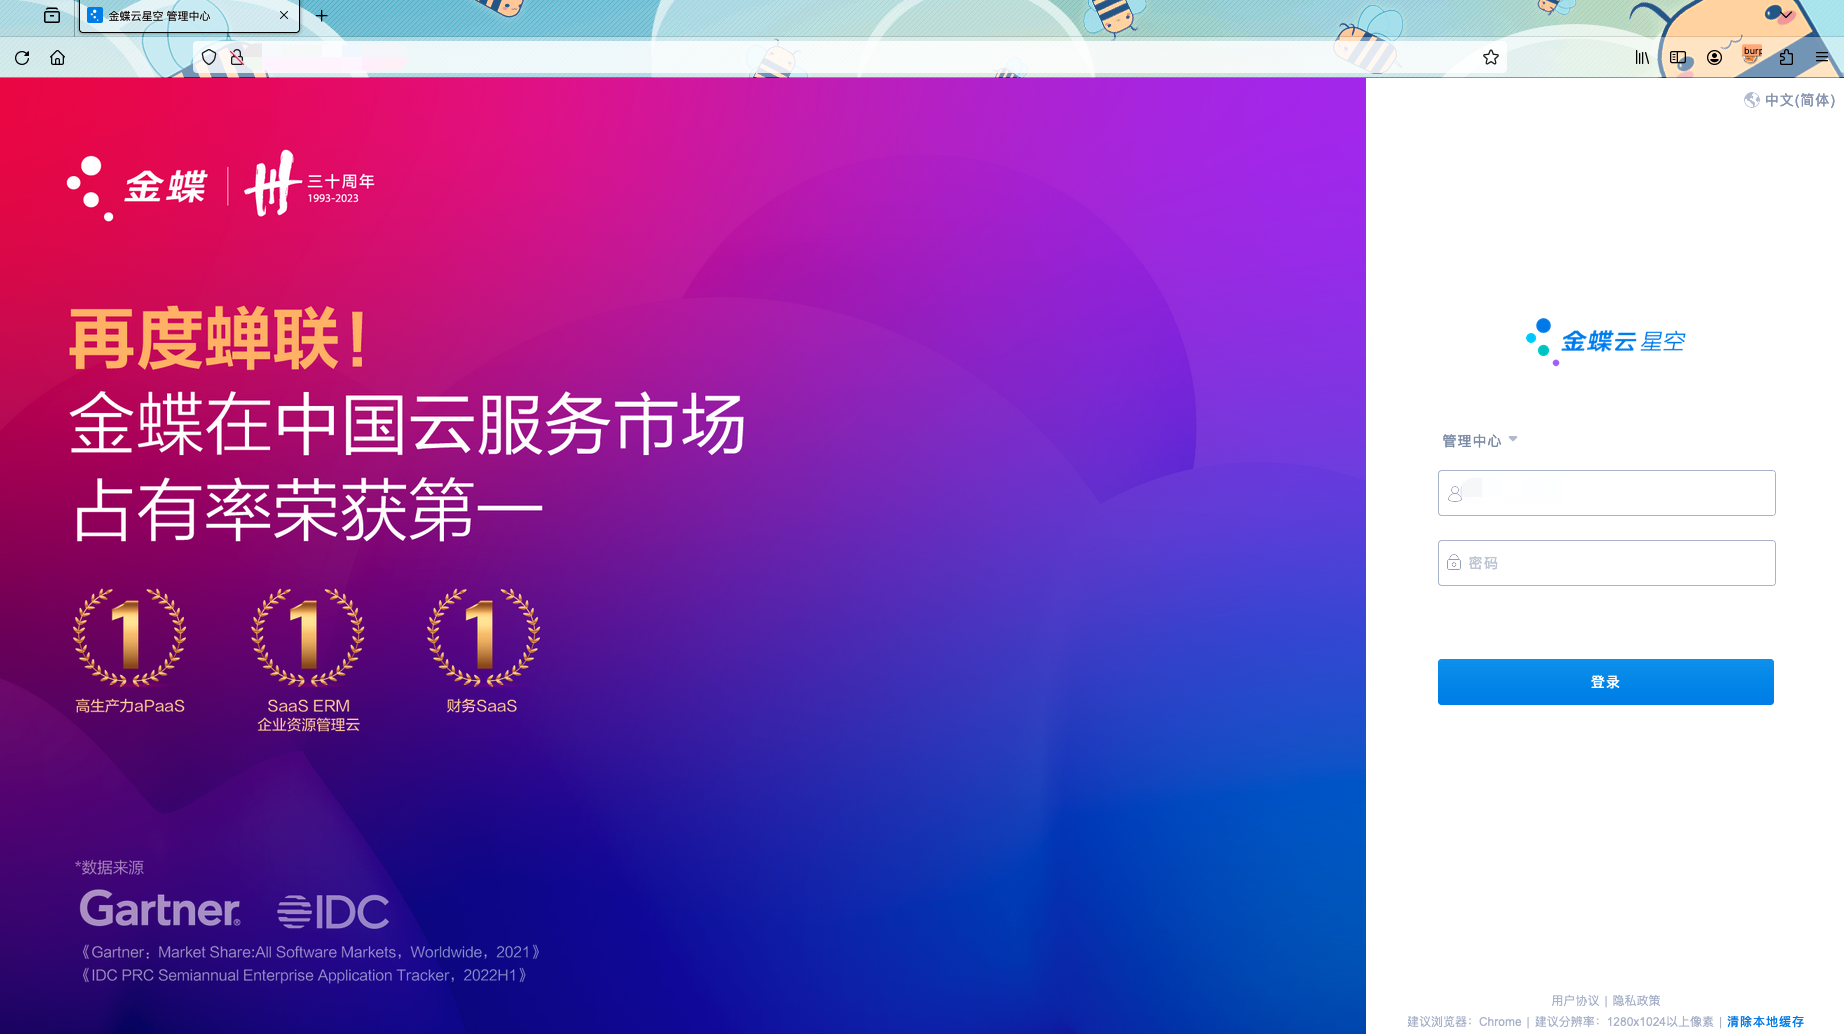 金蝶云星空 管理中心
burp
中文(简体)
金蝶
三十周年
1993-2023
再度蝉联!
金蝶在中国云服务市场
占有率荣获第一
1 1 1
高生产力aPaaS
SaaS ERM
企业资源管理云
财务SaaS
*数据来源
Gartner®
IDC
《Gartner:Market Share:All Software Markets,Worldwide,2021》
《IDC PRC Semiannual Enterprise Application Tracker,2022H1》
金蝶云 星空
管理中心
密码
登录
用户协议 | 隐私政策
建议浏览器:Chrome | 建议分辨率:1280x1024以上像素 | 清除本地缓存